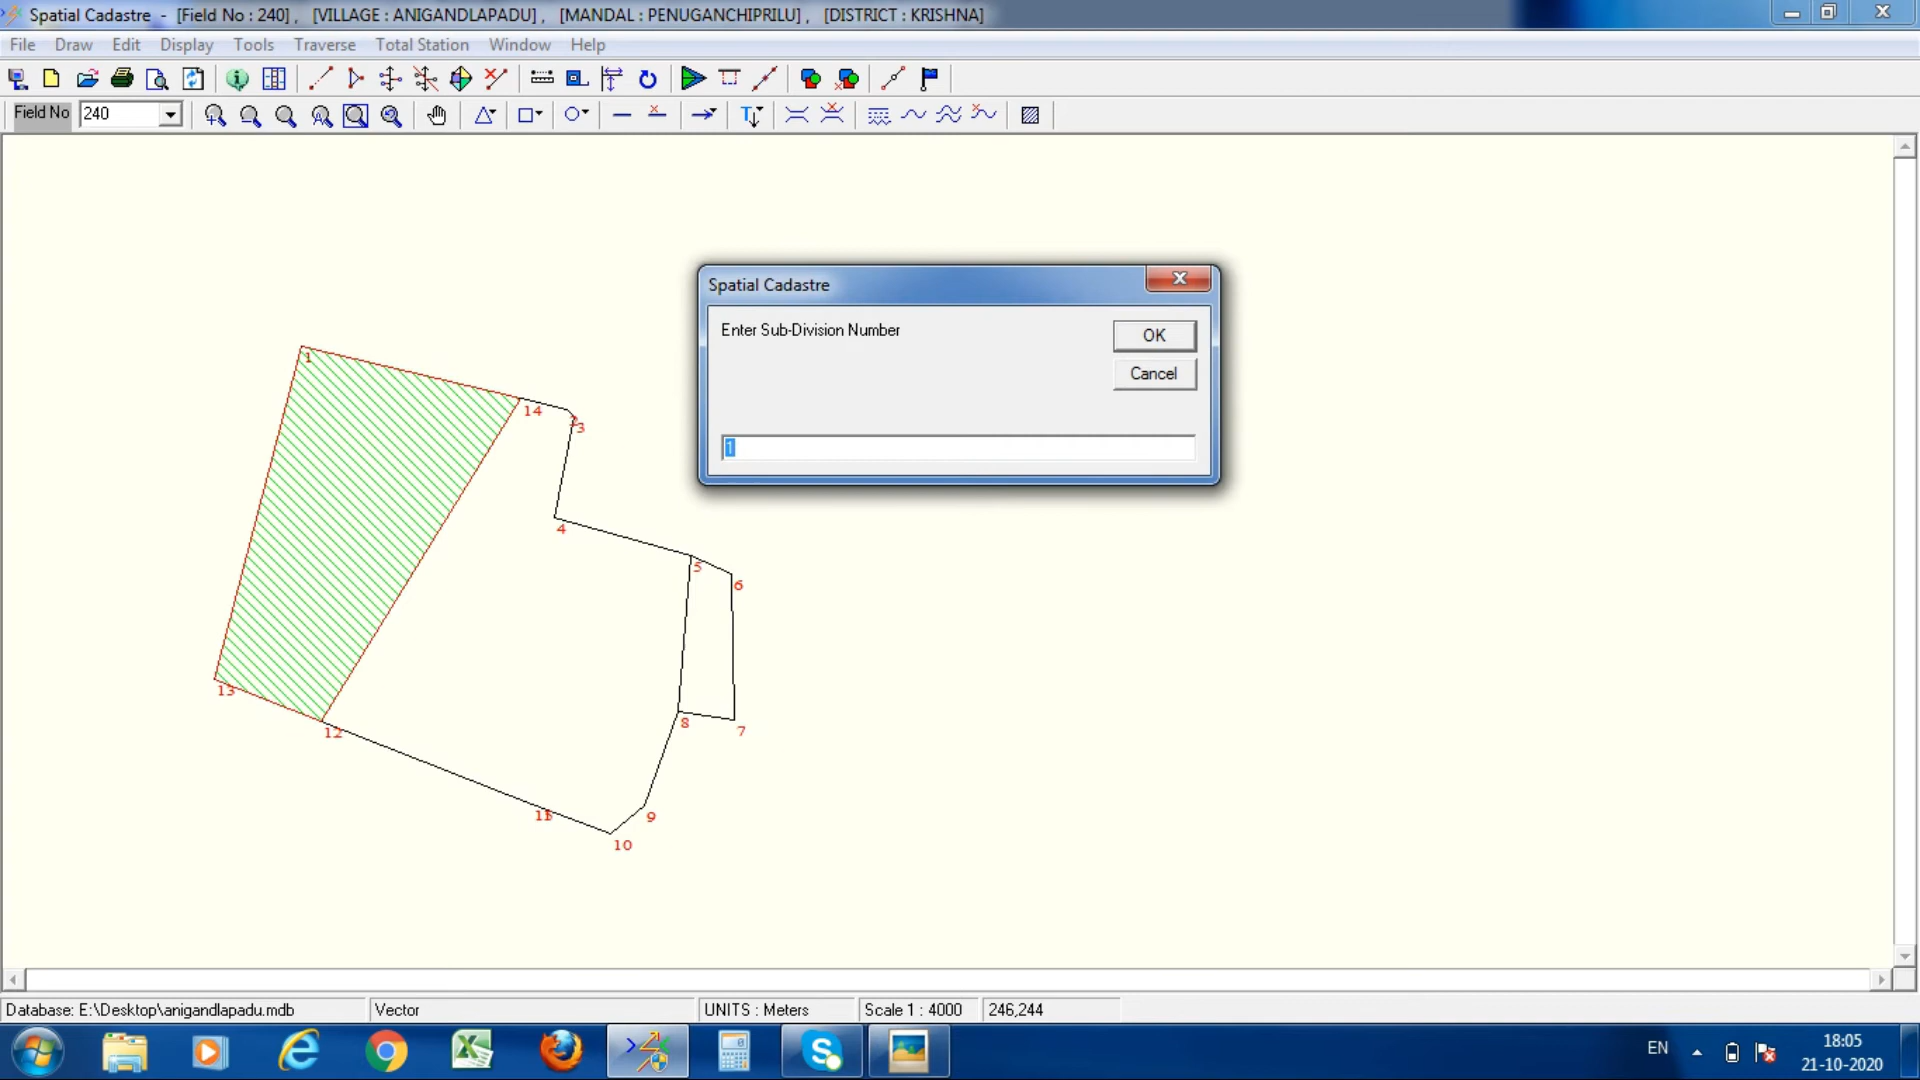 Spatial Cadastre - [Field No : 240] , [VILLAGE : ANIGANDLAPADU] , [MANDAL : PENUGANCHIPRILU] , [DISTRICT : KRISHNA]
File Draw Edit Display Tools Traverse Total Station Window Help
Field No 240
Spatial Cadastre
Enter Sub-Division Number
OK
Cancel
1
1
14
3
4
5
6
13
8
7
12
9
10
Database: E:\Desktop\anigandlapadu.mdb Vector UNITS : Meters Scale 1 : 4000 246,244
EN
18:05
21-10-2020